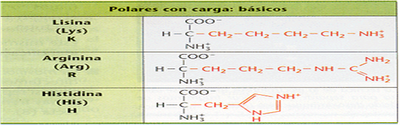 Polares con carga: básicos
Lisina
(Lys)
K
COO⁻
H–C–CH₂–CH₂–CH₂–CH₂–NH₃⁺
NH₃⁺
Arginina
(Arg)
R
COO⁻
H–C–CH₂–CH₂–CH₂–NH–C
NH₂
NH₂⁺
NH₃⁺
Histidina
(His)
H
COO⁻
H–C–CH₂
NH⁺
N
H
NH₃⁺